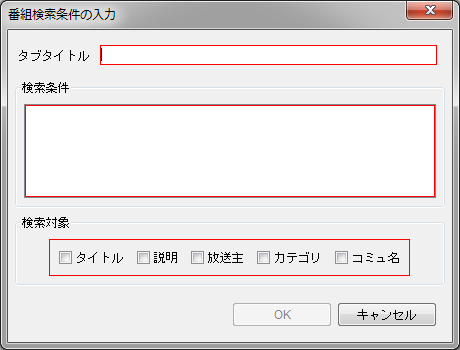 番組検索条件の入力
タブタイトル
検索条件
検索対象
タイトル 説明 放送主 カテゴリ コミュ名
OK キャンセル